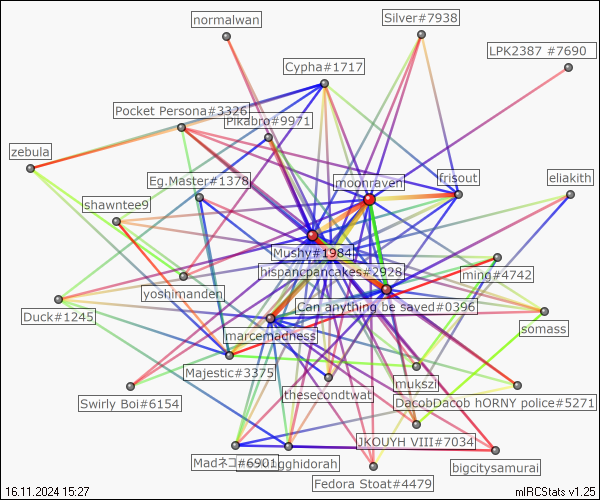 normalwan
Silver#7938
LPK2387 #7690
Cypha#1717
Pocket Persona#3326
Pikabro#9971
zebula
Eg.Master#1378
moonraven
frisout
eliakith
shawntee9
Mushy#1984
hispancpancakes#2928
ming#4742
yoshimanden
Can anything be saved#0396
Duck#1245
marcemadness
somass
Majestic#3375
thesecondtwat
mukszi
DacobDacob hORNY police#5271
Swirly Boi#6154
JKOUYH VIII#7034
Madネコ#6901
gghidorah
bigcitysamurai
Fedora Stoat#4479
16.11.2024 15:27
mIRCStats v1.25